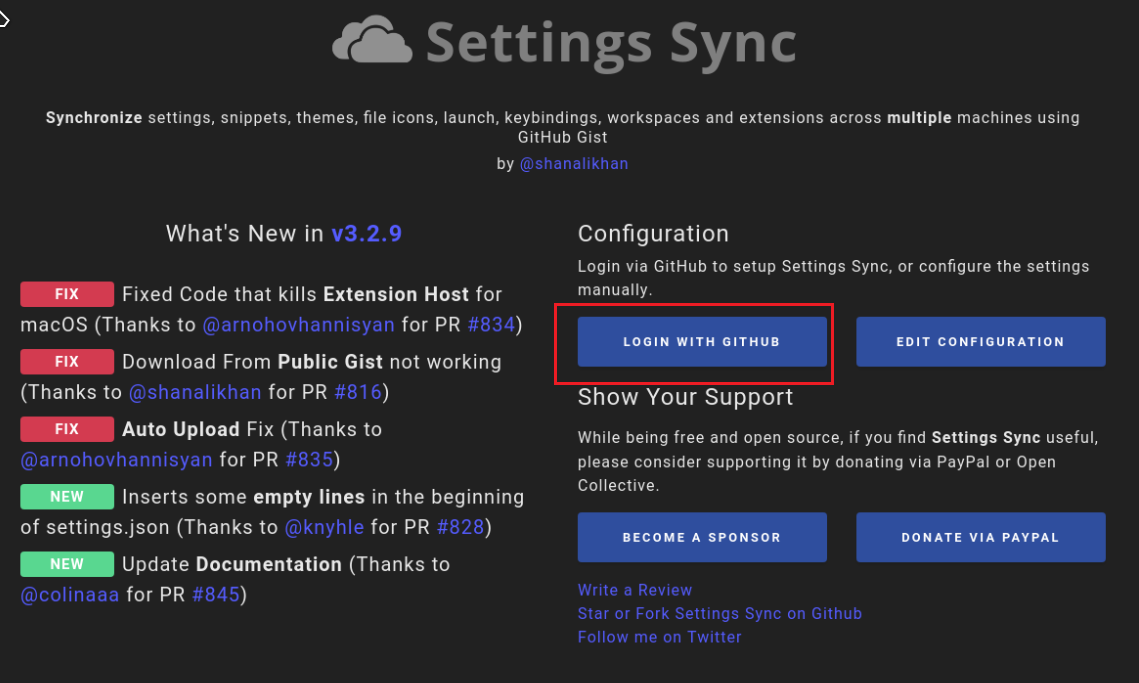 Settings Sync
Synchronize settings, snippets, themes, file icons, launch, keybindings, workspaces and extensions across multiple machines using
GitHub Gist
by @shanalikhan
What's New in v3.2.9
FIX Fixed Code that kills Extension Host for
macOS (Thanks to @arnohovhannisyan for PR #834)
FIX Download From Public Gist not working
(Thanks to @shanalikhan for PR #816)
FIX Auto Upload Fix (Thanks to
@arnohovhannisyan for PR #835)
NEW Inserts some empty lines in the beginning
of settings.json (Thanks to @knyhle for PR #828)
NEW Update Documentation (Thanks to
@colinaaa for PR #845)
Configuration
Login via GitHub to setup Settings Sync, or configure the settings
manually.
LOGIN WITH GITHUB
EDIT CONFIGURATION
Show Your Support
While being free and open source, if you find Settings Sync useful,
please consider supporting it by donating via PayPal or Open
Collective.
BECOME A SPONSOR
DONATE VIA PAYPAL
Write a Review
Star or Fork Settings Sync on Github
Follow me on Twitter